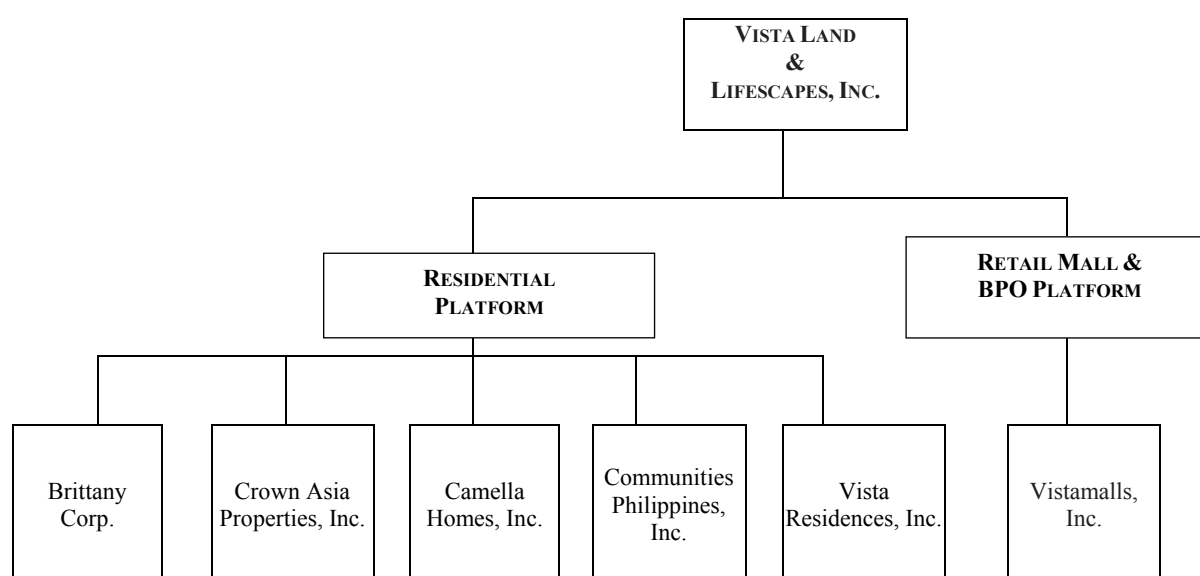 VISTA LAND
&
LIFESCAPES, INC.
RESIDENTIAL
PLATFORM
RETAIL MALL &
BPO PLATFORM
Brittany
Corp.
Crown Asia
Properties, Inc.
Camella
Homes, Inc.
Communities
Philippines,
Inc.
Vista
Residences, Inc.
Vistamalls,
Inc.